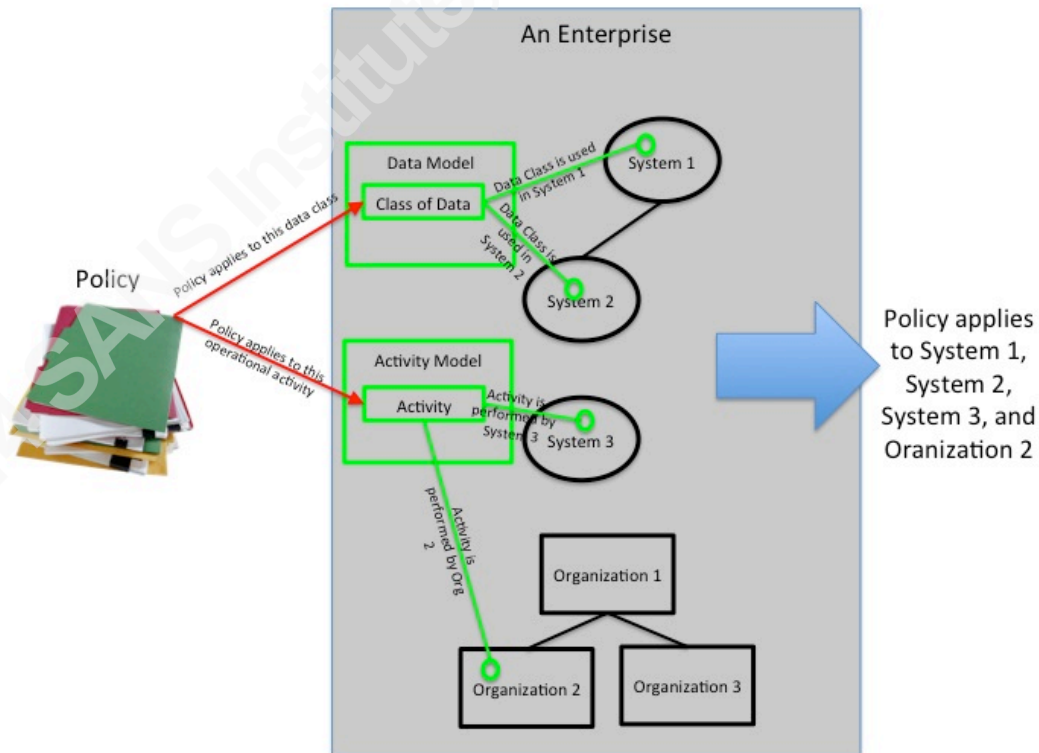 SANS Institute
An Enterprise
Data Model
Class of Data
Data Class is used
in System 1
Data Class is
used in
System 2
System 1
System 2
Policy applies to this data class
Policy
Policy applies to this
operational activity
Activity Model
Activity
Activity is
performed by
System 3
System 3
Activity is
performed by Org
2
Organization 1
Organization 2
Organization 3
Policy applies
to System 1,
System 2,
System 3, and
Oranization 2